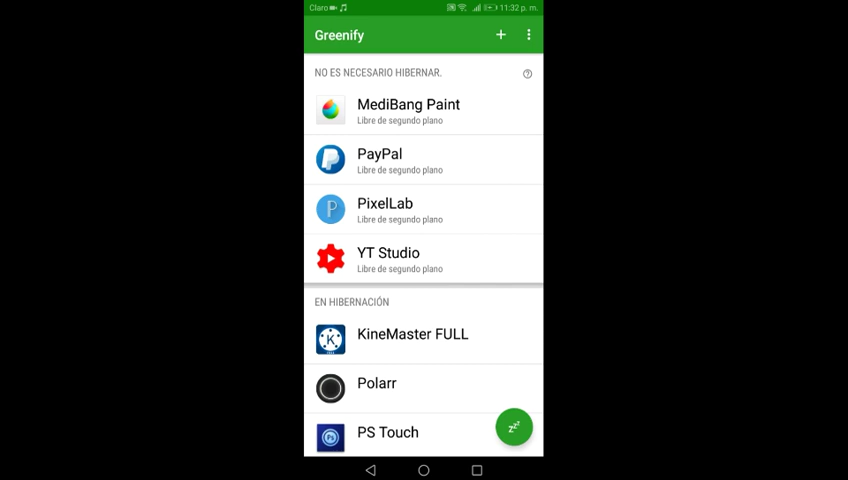 Claro 11:32 p. m.
Greenify
NO ES NECESARIO HIBERNAR.
MediBang Paint
Libre de segundo plano
PayPal
Libre de segundo plano
PixelLab
Libre de segundo plano
YT Studio
Libre de segundo plano
EN HIBERNACIÓN
KineMaster FULL
Polarr
PS Touch
zzz